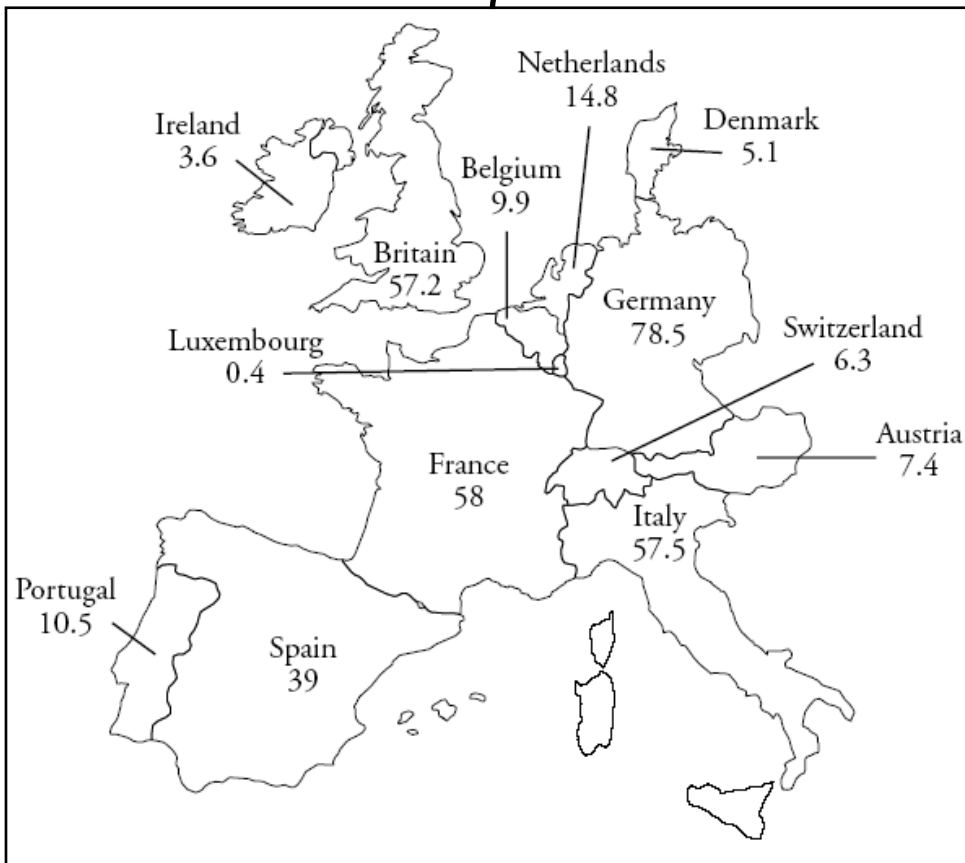 Netherlands
14.8
Denmark
5.1
Ireland
3.6
Belgium
9.9
Britain
57.2
Germany
78.5
Switzerland
6.3
Luxembourg
0.4
Austria
7.4
France
58
Italy
57.5
Portugal
10.5
Spain
39